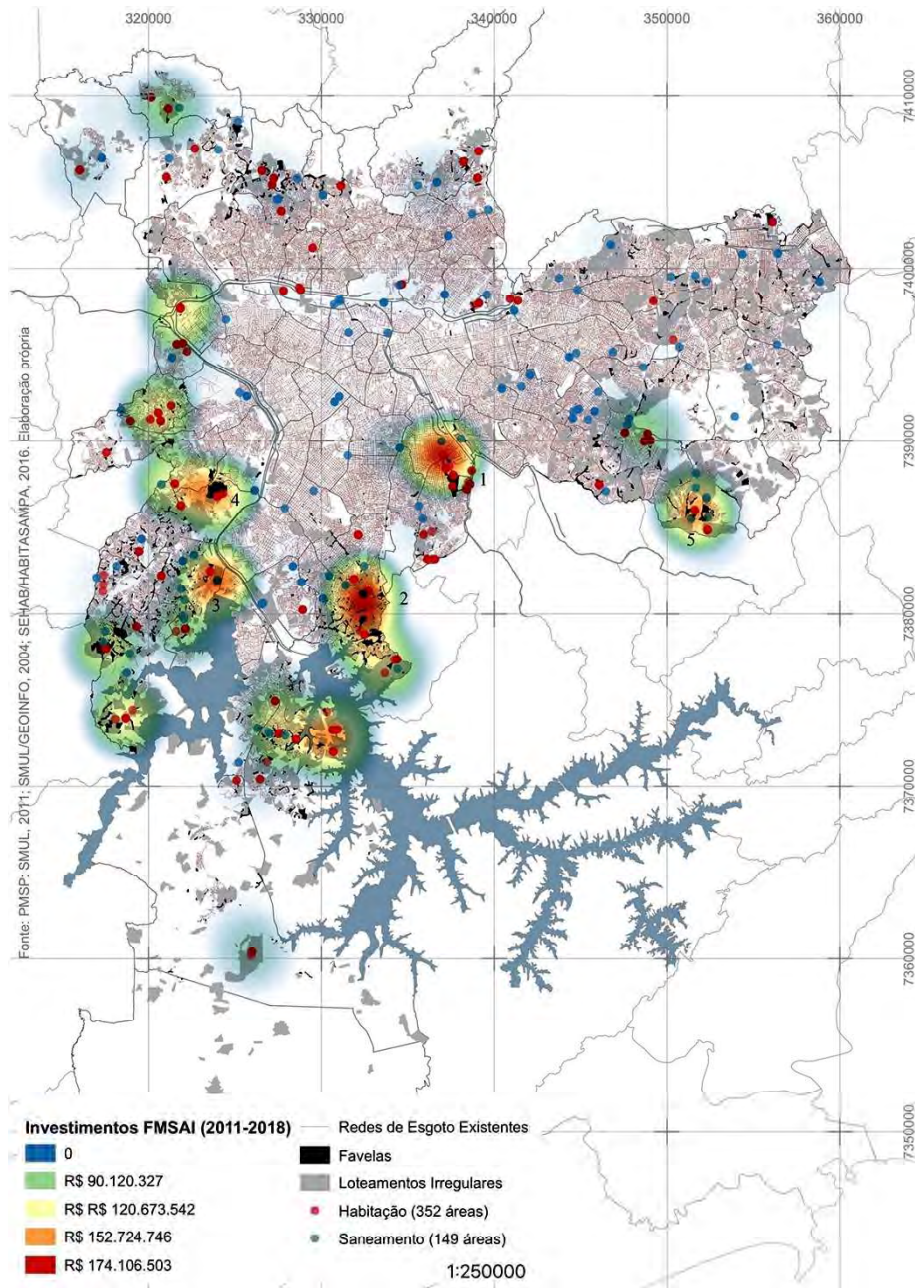 320000
330000
340000
350000
360000
7410000
7400000
7390000
7380000
7370000
7360000
7350000
1
2
3
4
5
Fonte: PMSP: SMUL, 2011; SMUL/GEOINFO, 2004; SEHAB/HABITASAMPA, 2016. Elaboração própria
Investimentos FMSAI (2011-2018)
0
R$ 90.120.327
R$ R$ 120.673.542
R$ 152.724.746
R$ 174.106.503
Redes de Esgoto Existentes
Favelas
Loteamentos Irregulares
Habitação (352 áreas)
Saneamento (149 áreas)
1:250000